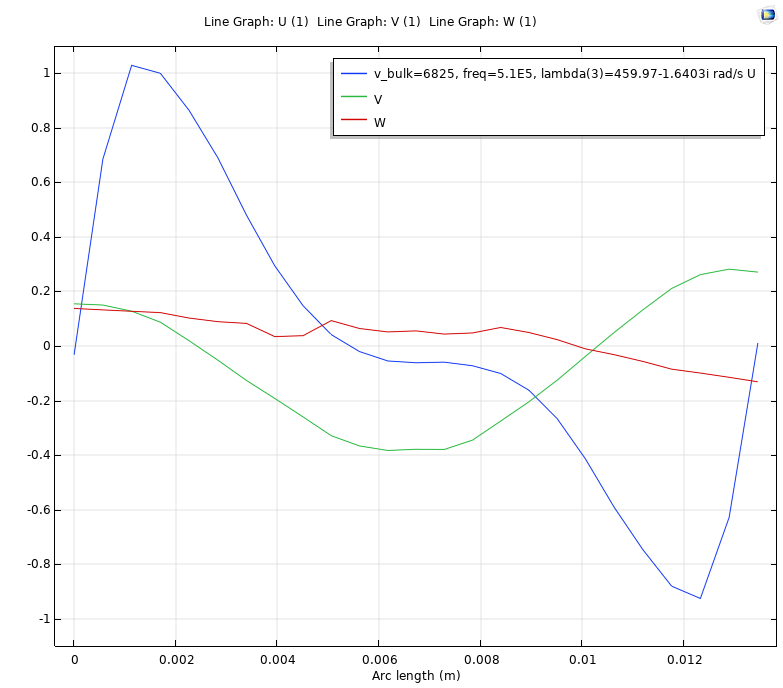 Line Graph: U (1) Line Graph: V (1) Line Graph: W (1)
v_bulk=6825, freq=5.1E5, lambda(3)=459.97-1.6403i rad/s U
V
W
1
0.8
0.6
0.4
0.2
0
-0.2
-0.4
-0.6
-0.8
-1
0 0.002 0.004 0.006 0.008 0.01 0.012
Arc length (m)